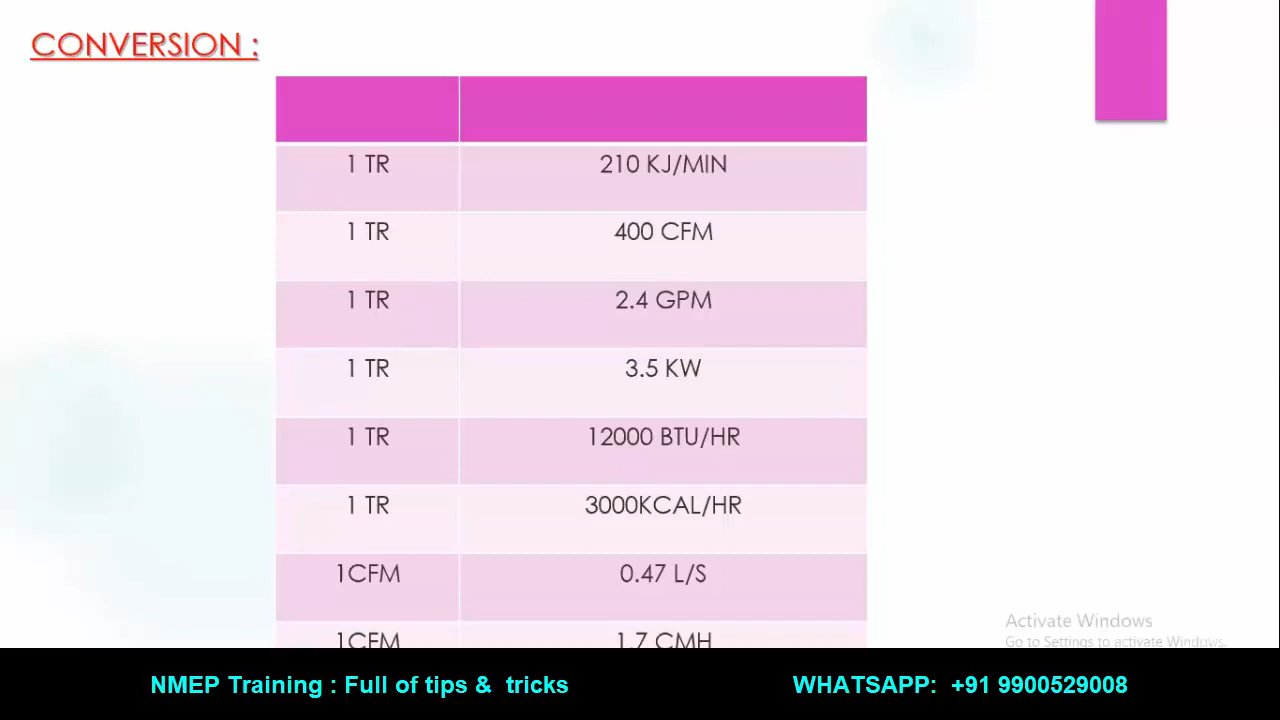 CONVERSION :
1 TR 210 KJ/MIN
1 TR 400 CFM
1 TR 2.4 GPM
1 TR 3.5 KW
1 TR 12000 BTU/HR
1 TR 3000KCAL/HR
1CFM 0.47 L/S
1CFM 1.7 CMH
Activate Windows
Go to Settings to activate Windows.
NMEP Training : Full of tips & tricks
WHATSAPP: +91 9900529008